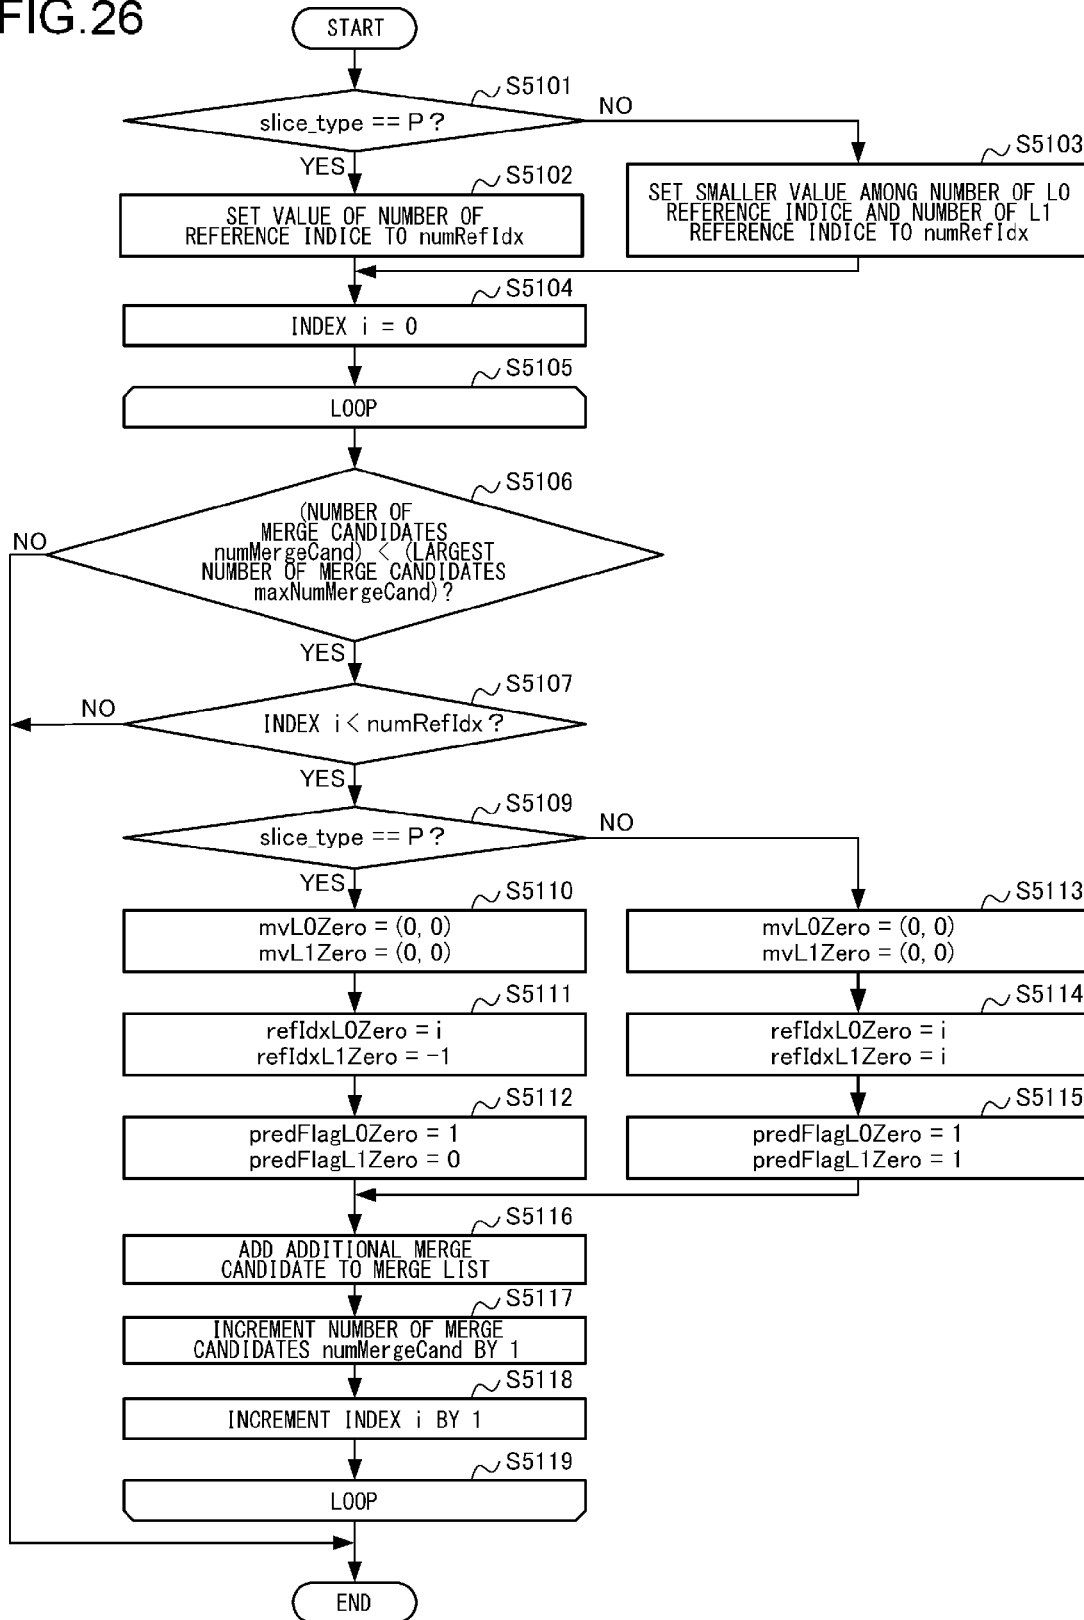 FIG.26
START
S5101
slice_type == P?
NO
YES
S5102
SET VALUE OF NUMBER OF
REFERENCE INDICE TO numRefIdx
S5103
SET SMALLER VALUE AMONG NUMBER OF L0
REFERENCE INDICE AND NUMBER OF L1
REFERENCE INDICE TO numRefIdx
S5104
INDEX i = 0
S5105
LOOP
S5106
(NUMBER OF
MERGE CANDIDATES
numMergeCand) < (LARGEST
NUMBER OF MERGE CANDIDATES
maxNumMergeCand)?
NO
YES
S5107
INDEX i < numRefIdx?
NO
YES
S5109
slice_type == P?
NO
YES
S5110
mvL0Zero = (0, 0)
mvL1Zero = (0, 0)
S5113
mvL0Zero = (0, 0)
mvL1Zero = (0, 0)
S5111
refIdxL0Zero = i
refIdxL1Zero = -1
S5114
refIdxL0Zero = i
refIdxL1Zero = i
S5112
predFlagL0Zero = 1
predFlagL1Zero = 0
S5115
predFlagL0Zero = 1
predFlagL1Zero = 1
S5116
ADD ADDITIONAL MERGE
CANDIDATE TO MERGE LIST
S5117
INCREMENT NUMBER OF MERGE
CANDIDATES numMergeCand BY 1
S5118
INCREMENT INDEX i BY 1
S5119
LOOP
END